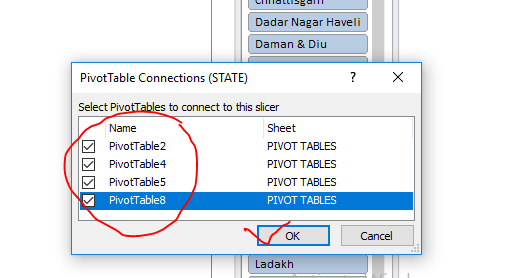 Chhattisgarh
Dadar Nagar Haveli
Daman & Diu
PivotTable Connections (STATE)
?
Select PivotTables to connect to this slicer
Name Sheet
PivotTable2 PIVOT TABLES
PivotTable4 PIVOT TABLES
PivotTable5 PIVOT TABLES
PivotTable8 PIVOT TABLES
OK Cancel
Ladakh